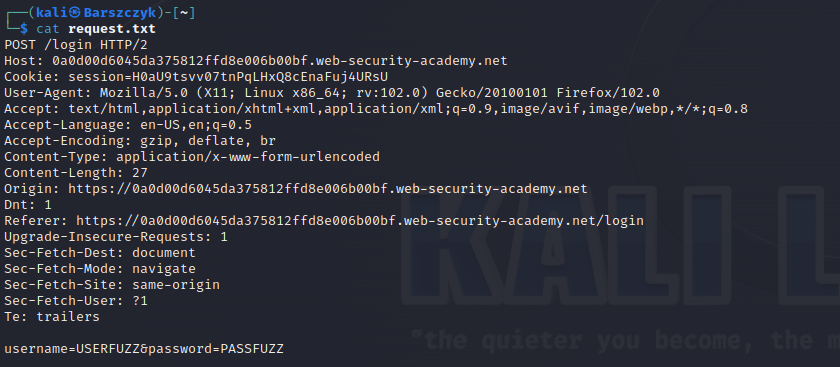 ┌──(kali㉿Barszczyk)-[~]
└─$ cat request.txt
POST /login HTTP/2
Host: 0a0d00d6045da375812ffd8e006b00bf.web-security-academy.net
Cookie: session=H0aU9tsvv07tnPqLHxQ8cEnaFuj4URsU
User-Agent: Mozilla/5.0 (X11; Linux x86_64; rv:102.0) Gecko/20100101 Firefox/102.0
Accept: text/html,application/xhtml+xml,application/xml;q=0.9,image/avif,image/webp,*/*;q=0.8
Accept-Language: en-US,en;q=0.5
Accept-Encoding: gzip, deflate, br
Content-Type: application/x-www-form-urlencoded
Content-Length: 27
Origin: https://0a0d00d6045da375812ffd8e006b00bf.web-security-academy.net
Dnt: 1
Referer: https://0a0d00d6045da375812ffd8e006b00bf.web-security-academy.net/login
Upgrade-Insecure-Requests: 1
Sec-Fetch-Dest: document
Sec-Fetch-Mode: navigate
Sec-Fetch-Site: same-origin
Sec-Fetch-User: ?1
Te: trailers
username=USERFUZZ&password=PASSFUZZ
KALI L
"the quieter you become, the m